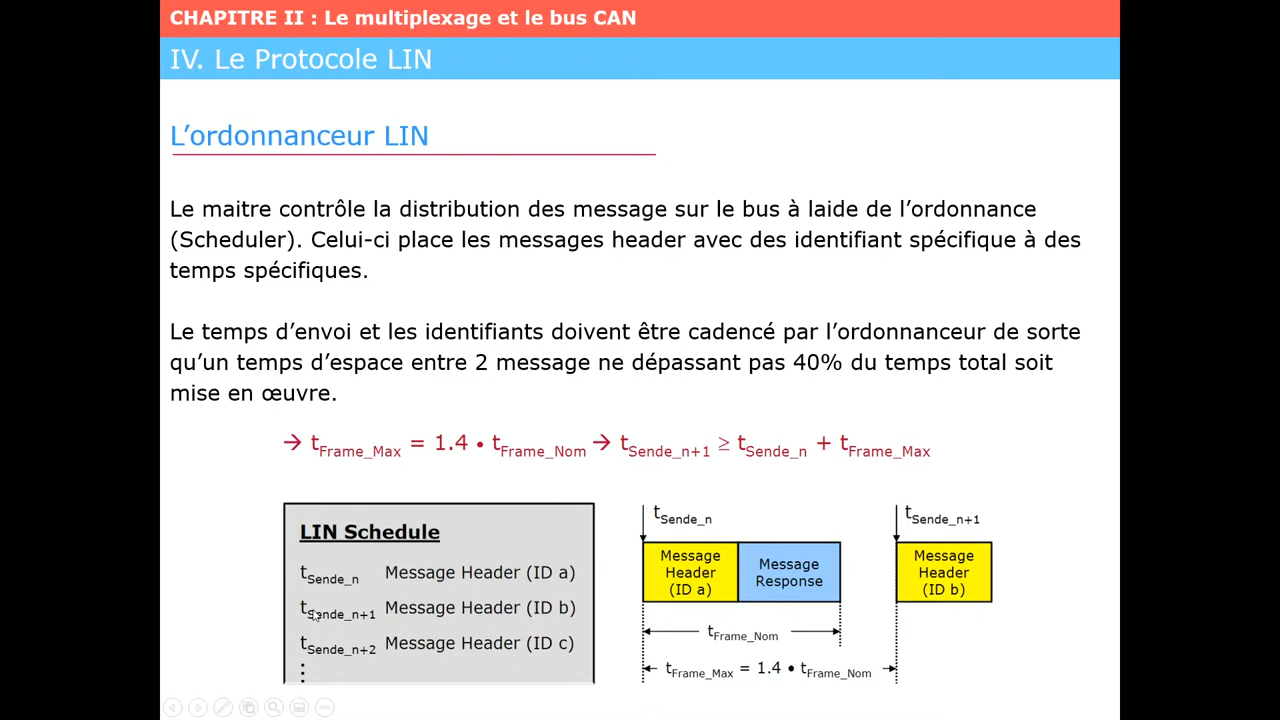 CHAPITRE II : Le multiplexage et le bus CAN
IV. Le Protocole LIN
L’ordonnanceur LIN
Le maitre contrôle la distribution des message sur le bus à laide de l’ordonnance
(Scheduler). Celui-ci place les messages header avec des identifiant spécifique à des
temps spécifiques.
Le temps d’envoi et les identifiants doivent être cadencé par l’ordonnanceur de sorte
qu’un temps d’espace entre 2 message ne dépassant pas 40% du temps total soit
mise en œuvre.
→ tFrame_Max = 1.4 • tFrame_Nom → tSende_n+1 ≥ tSende_n + tFrame_Max
LIN Schedule
tSende_n Message Header (ID a)
tSende_n+1 Message Header (ID b)
tSende_n+2 Message Header (ID c)
⋮
tSende_n
tSende_n+1
Message
Header
(ID a)
Message
Response
Message
Header
(ID b)
tFrame_Nom
tFrame_Max = 1.4 • tFrame_Nom